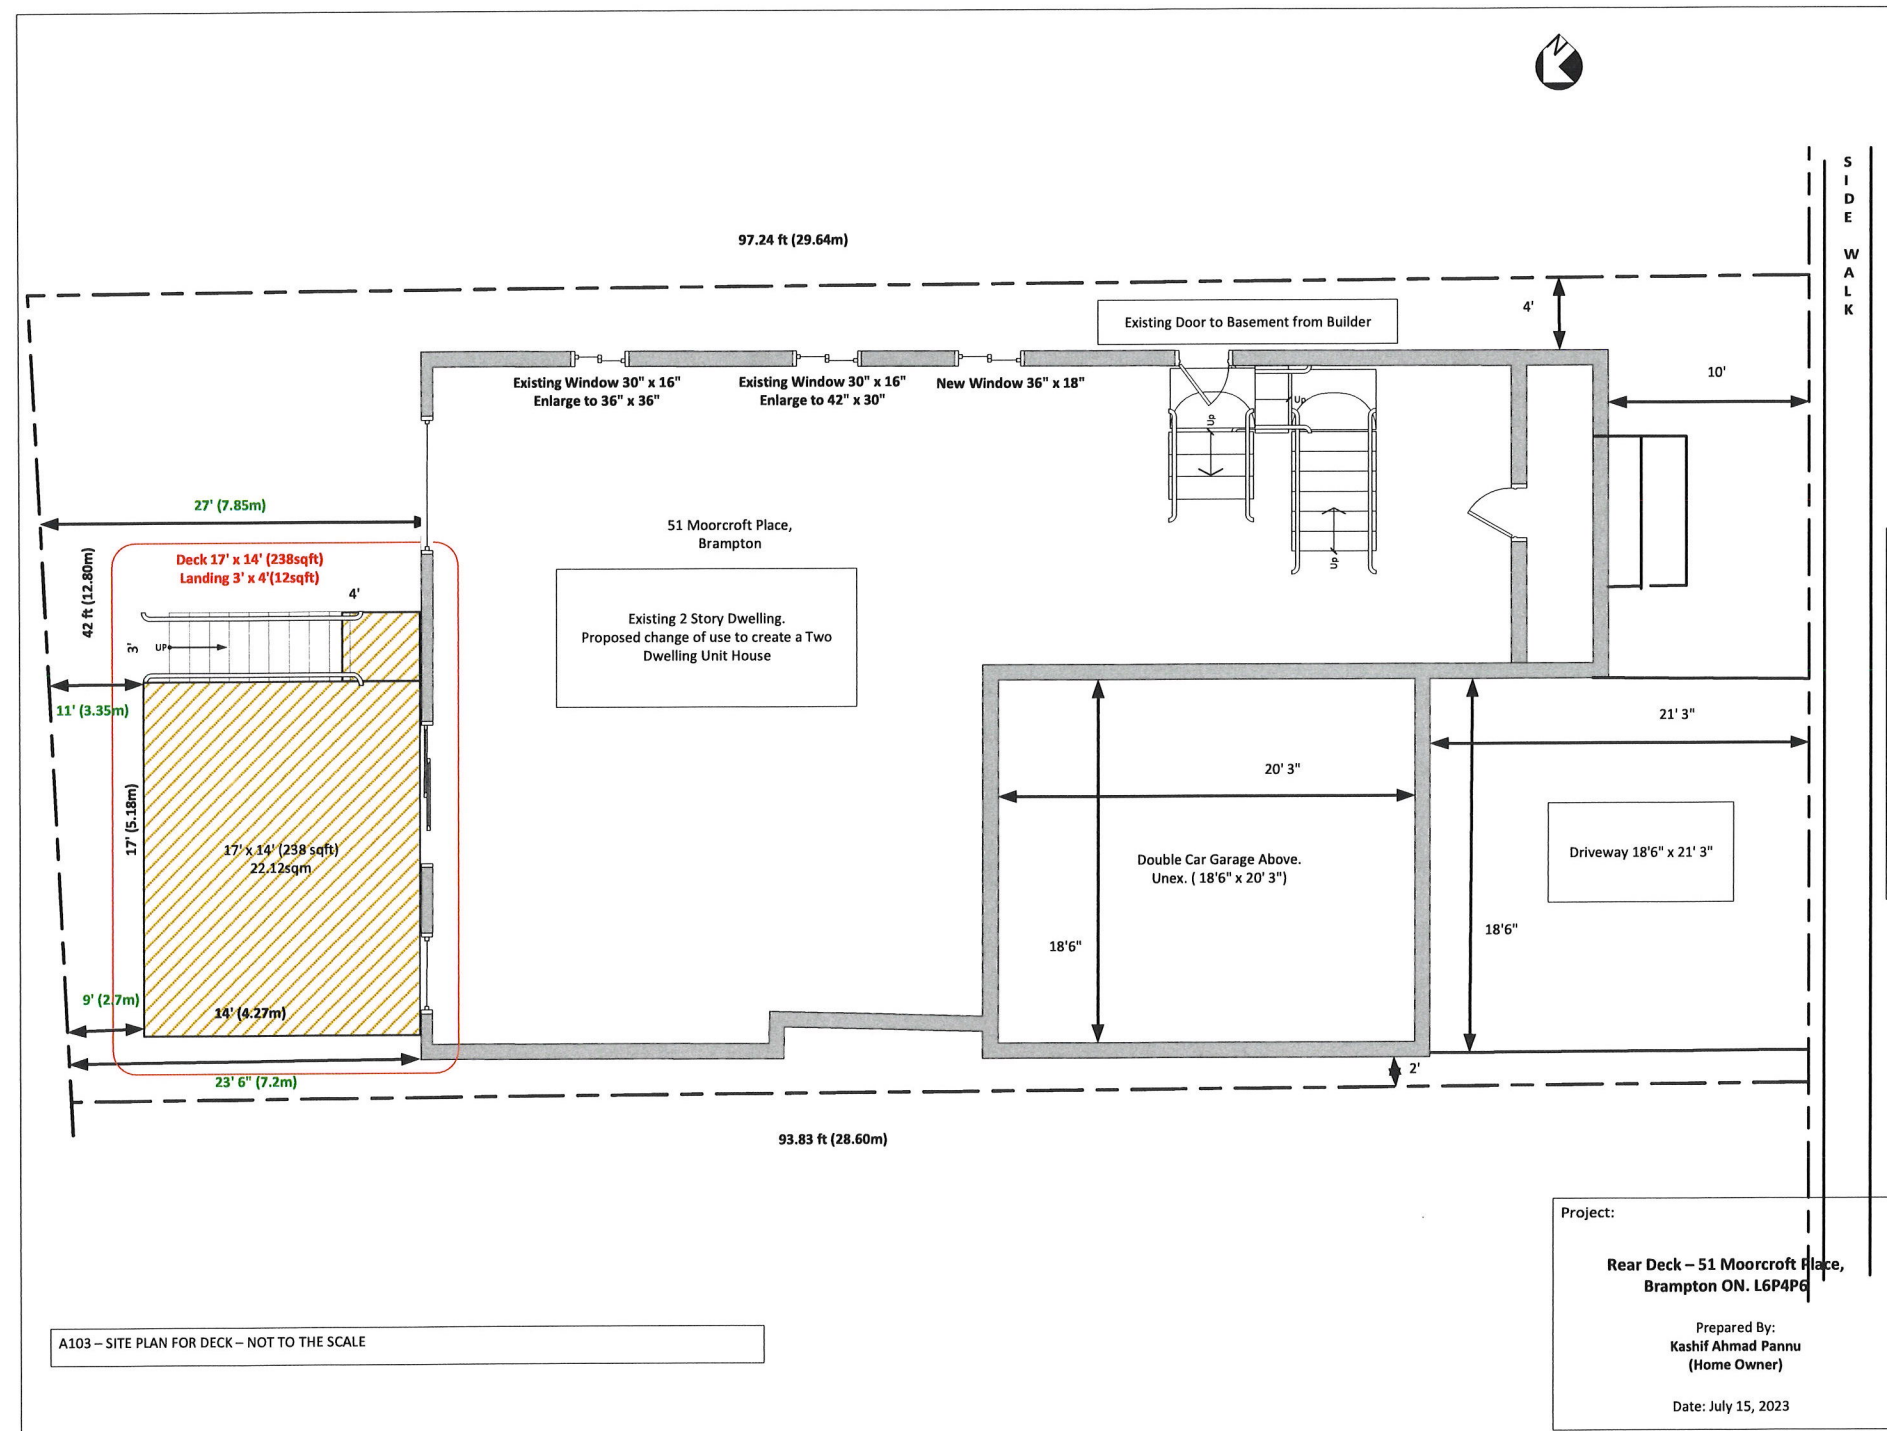 N
SIDE WALK
97.24 ft (29.64m)
4'
Existing Door to Basement from Builder
10'
Existing Window 30" x 16"
Enlarge to 36" x 36"
Existing Window 30" x 16"
Enlarge to 42" x 30"
New Window 36" x 18"
Up
Up
Up
27' (7.85m)
51 Moorcroft Place,
Brampton
Deck 17' x 14' (238sqft)
Landing 3' x 4'(12sqft)
42 ft (12.80m)
4'
3'
UP
Existing 2 Story Dwelling.
Proposed change of use to create a Two
Dwelling Unit House
11' (3.35m)
21' 3"
20' 3"
17' (5.18m)
17' x 14' (238 sqft)
22.12sqm
Double Car Garage Above.
Unex. ( 18'6" x 20' 3")
Driveway 18'6" x 21' 3"
18'6"
18'6"
9' (2.7m)
14' (4.27m)
23' 6" (7.2m)
2'
93.83 ft (28.60m)
Project:
Rear Deck – 51 Moorcroft Place,
Brampton ON. L6P4P6
Prepared By:
Kashif Ahmad Pannu
(Home Owner)
Date: July 15, 2023
A103 – SITE PLAN FOR DECK – NOT TO THE SCALE